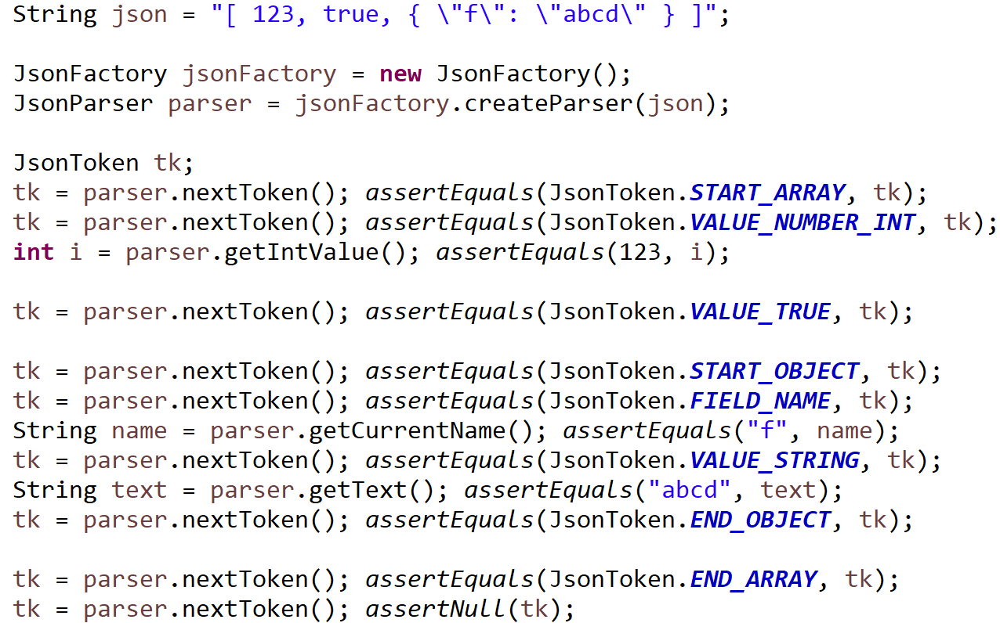 String json = "[ 123, true, { \"f\": \"abcd\" } ]";
JsonFactory jsonFactory = new JsonFactory();
JsonParser parser = jsonFactory.createParser(json);
JsonToken tk;
tk = parser.nextToken(); assertEquals(JsonToken.START_ARRAY, tk);
tk = parser.nextToken(); assertEquals(JsonToken.VALUE_NUMBER_INT, tk);
int i = parser.getIntValue(); assertEquals(123, i);
tk = parser.nextToken(); assertEquals(JsonToken.VALUE_TRUE, tk);
tk = parser.nextToken(); assertEquals(JsonToken.START_OBJECT, tk);
tk = parser.nextToken(); assertEquals(JsonToken.FIELD_NAME, tk);
String name = parser.getCurrentName(); assertEquals("f", name);
tk = parser.nextToken(); assertEquals(JsonToken.VALUE_STRING, tk);
String text = parser.getText(); assertEquals("abcd", text);
tk = parser.nextToken(); assertEquals(JsonToken.END_OBJECT, tk);
tk = parser.nextToken(); assertEquals(JsonToken.END_ARRAY, tk);
tk = parser.nextToken(); assertNull(tk);